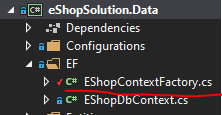 C# eShopSolution.Data
Dependencies
Configurations
EF
C# EShopContextFactory.cs
C# EShopDbContext.cs